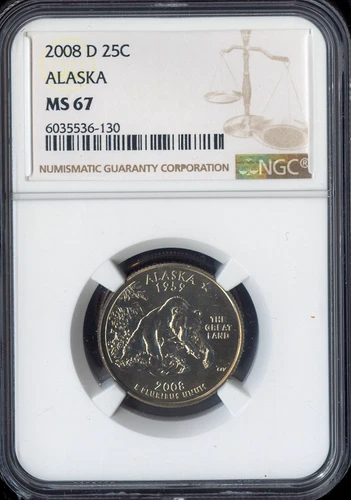 2008 D 25C
ALASKA
MS 67
6035536-130
NUMISMATIC GUARANTY CORPORATION
NGC®
ALASKA
1959
THE
GREAT
LAND
2008
E PLURIBUS UNUM